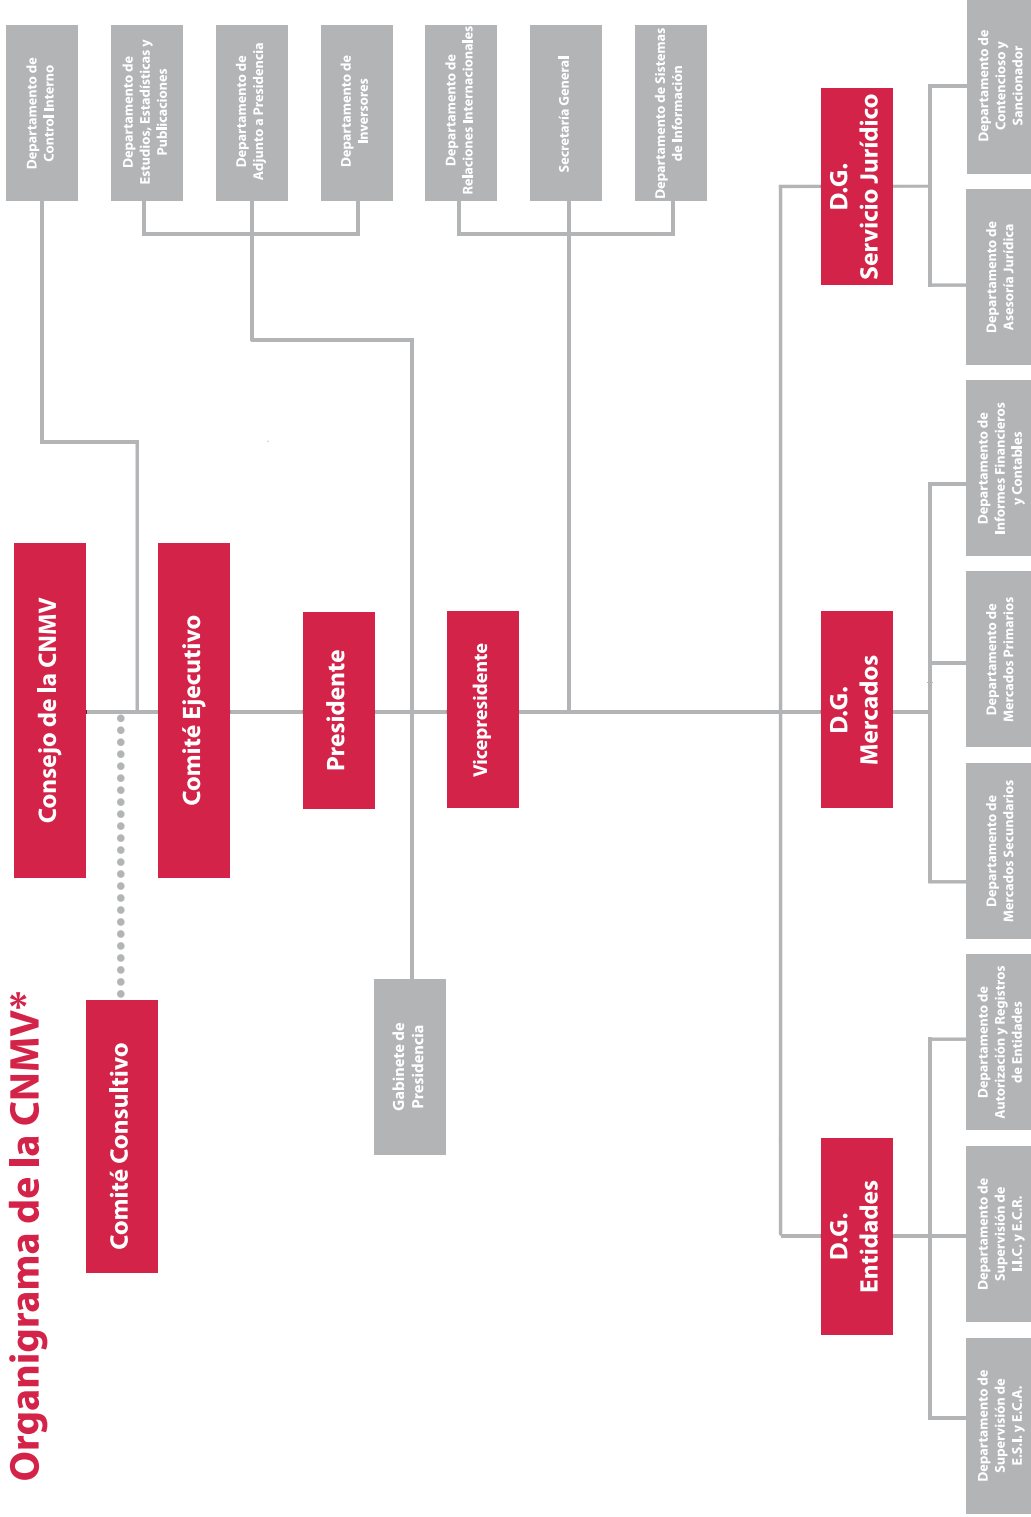 Organigrama de la CNMV*
Consejo de la CNMV
Comité Consultivo
Comité Ejecutivo
Presidente
Vicepresidente
Gabinete de
Presidencia
Departamento de
Control Interno
Departamento de
Estudios, Estadísticas y
Publicaciones
Departamento de
Adjunto a Presidencia
Departamento de
Inversores
Departamento de
Relaciones Internacionales
Secretaría General
Departamento de Sistemas
de Información
D.G.
Entidades
D.G.
Mercados
D.G.
Servicio Jurídico
Departamento de
Supervisión de
E.S.I. y E.C.A.
Departamento de
Supervisión de
I.I.C. y E.C.R.
Departamento de
Autorización y Registros
de Entidades
Departamento de
Mercados Secundarios
Departamento de
Mercados Primarios
Departamento de
Informes Financieros
y Contables
Departamento de
Asesoría Jurídica
Departamento de
Contencioso y
Sancionador